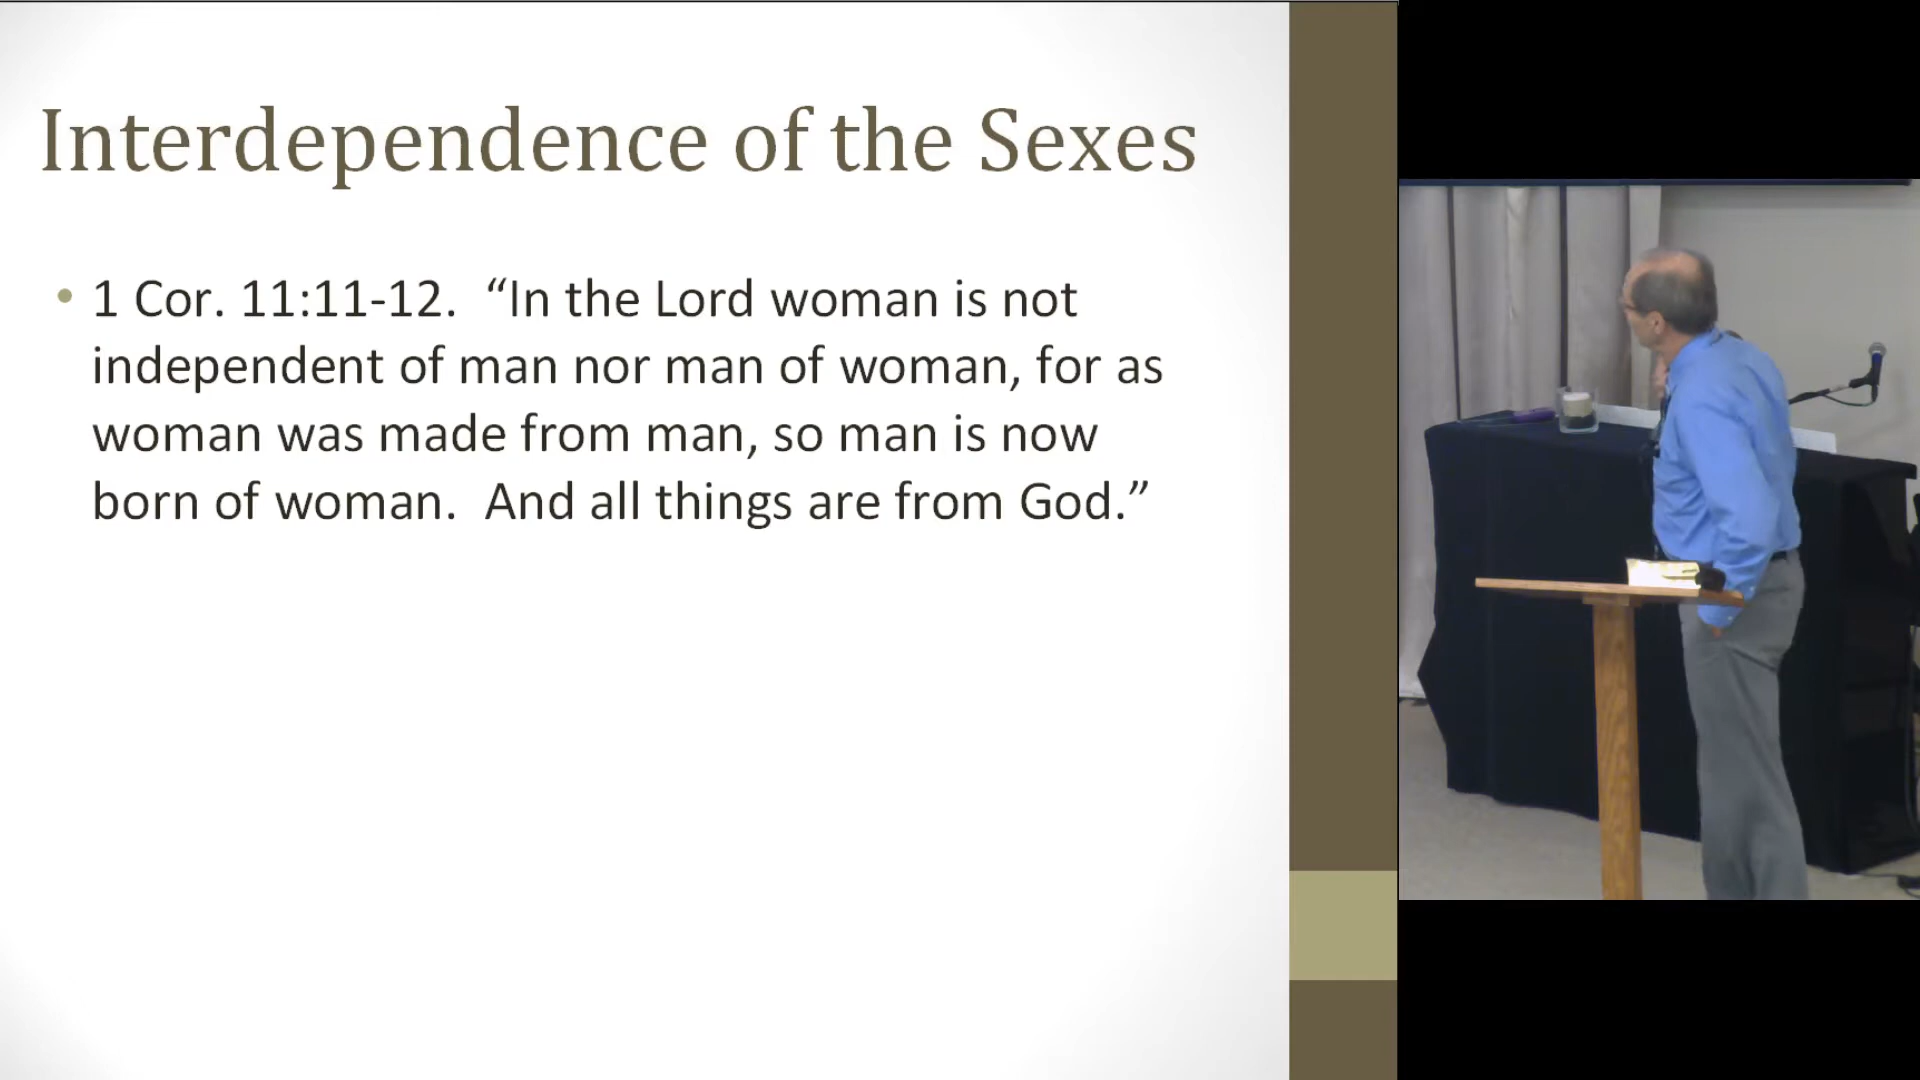 Interdependence of the Sexes
• 1 Cor. 11:11-12.  “In the Lord woman is not
independent of man nor man of woman, for as
woman was made from man, so man is now
born of woman.  And all things are from God.”